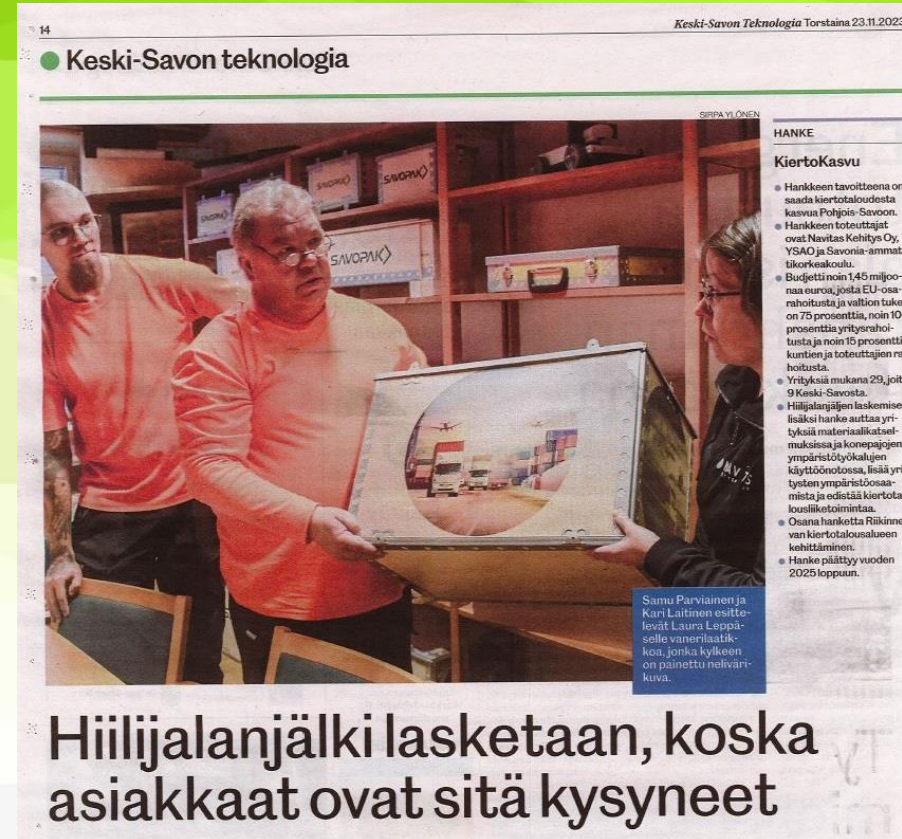 14
Keski-Savon Teknologia Torstaina 23.11.2023
Keski-Savon teknologia
SIRPA YLÖNEN
SAVOPAK
SAVOPAK
SAVOPAK
SAVOPAK
HANKE
KiertoKasvu
Hankkeen tavoitteena on
saada kiertotaloudesta
kasvua Pohjois-Savoon.
Hankkeen toteuttajat
ovat Navitas Kehitys Oy,
YSAO ja Savonia-ammat
tikorkeakoulu.
Budjetti noin 1,45 miljoo-
naa euroa, josta EU-osa-
rahoitusta ja valtion tuke
on 75 prosenttia, noin 10
prosenttia yritysrahoi-
tusta ja noin 15 prosentti
kuntien ja toteuttajien ra
hoitusta.
Yrityksiä mukana 29, joit
9 Keski-Savosta.
Hiilijalanjäljen laskemise
lisäksi hanke auttaa yri-
tyksiä materiaalikatsel-
muksissa ja konepajojen
ympäristötyökalujen
käyttöönotossa, lisää yri
tysten ympäristöosaa-
mista ja edistää kiertota
lousliiketoimintaa.
Osana hanketta Riikinne
van kiertotalousalueen
kehittäminen.
Hanke päättyy vuoden
2025 loppuun.
Samu Parviainen ja
Kari Laitinen esitte-
levät Laura Leppä-
selle vanerilaatik-
koa, jonka kylkeen
on painettu neliväri-
kuva.
Hiilijalanjälki lasketaan, koska
asiakkaat ovat sitä kysyneet